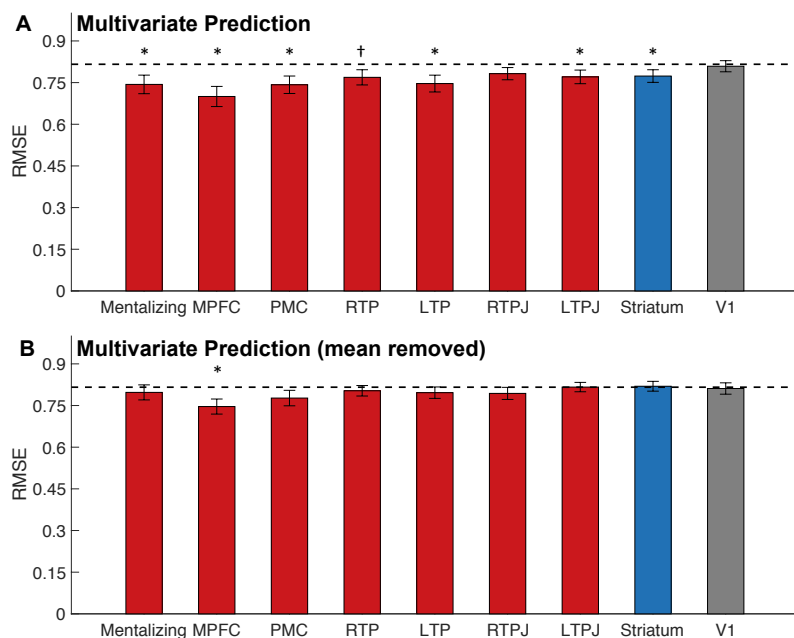 A Multivariate Prediction
0.9
* * * † * * *
0.75
0.6
0.45
0.3
0.15
0
RMSE
Mentalizing MPFC PMC RTP LTP RTPJ LTPJ Striatum V1
B Multivariate Prediction (mean removed)
0.9
*
0.75
0.6
0.45
0.3
0.15
0
RMSE
Mentalizing MPFC PMC RTP LTP RTPJ LTPJ Striatum V1